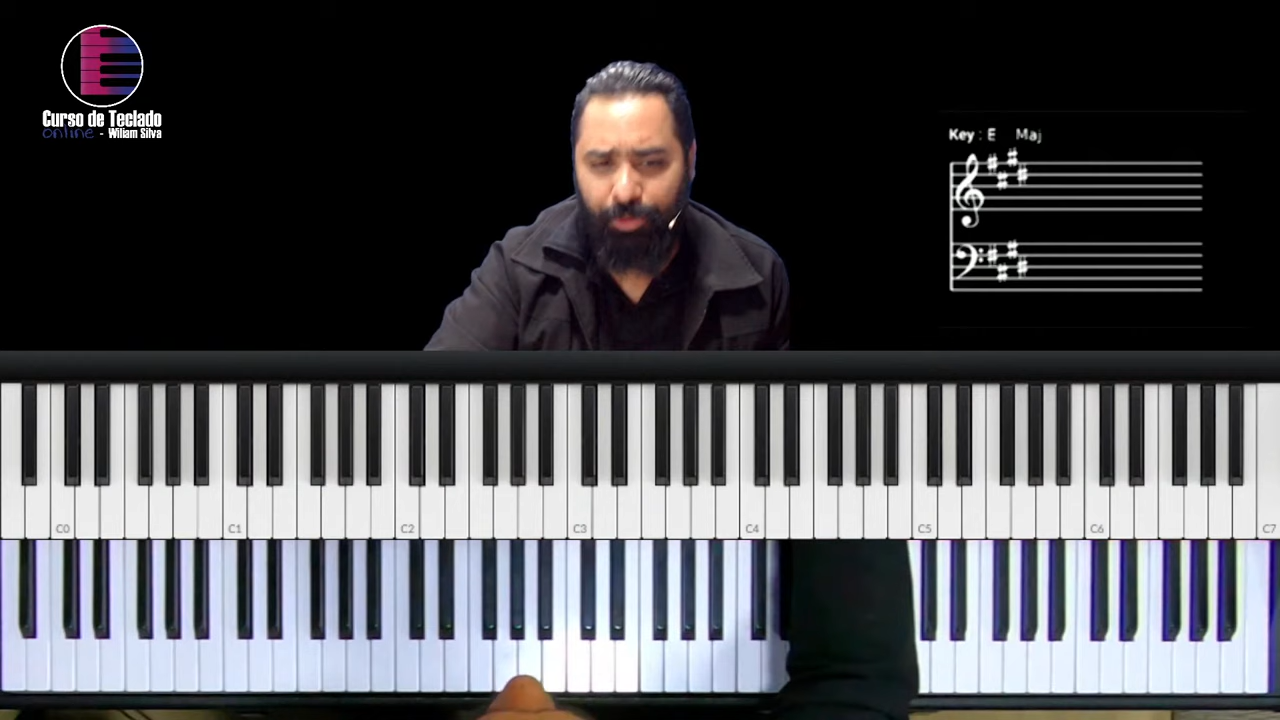 Curso de Teclado
online - Wiliam Silva
Key : E Maj
C0 C1 C2 C3 C4 C5 C6 C7